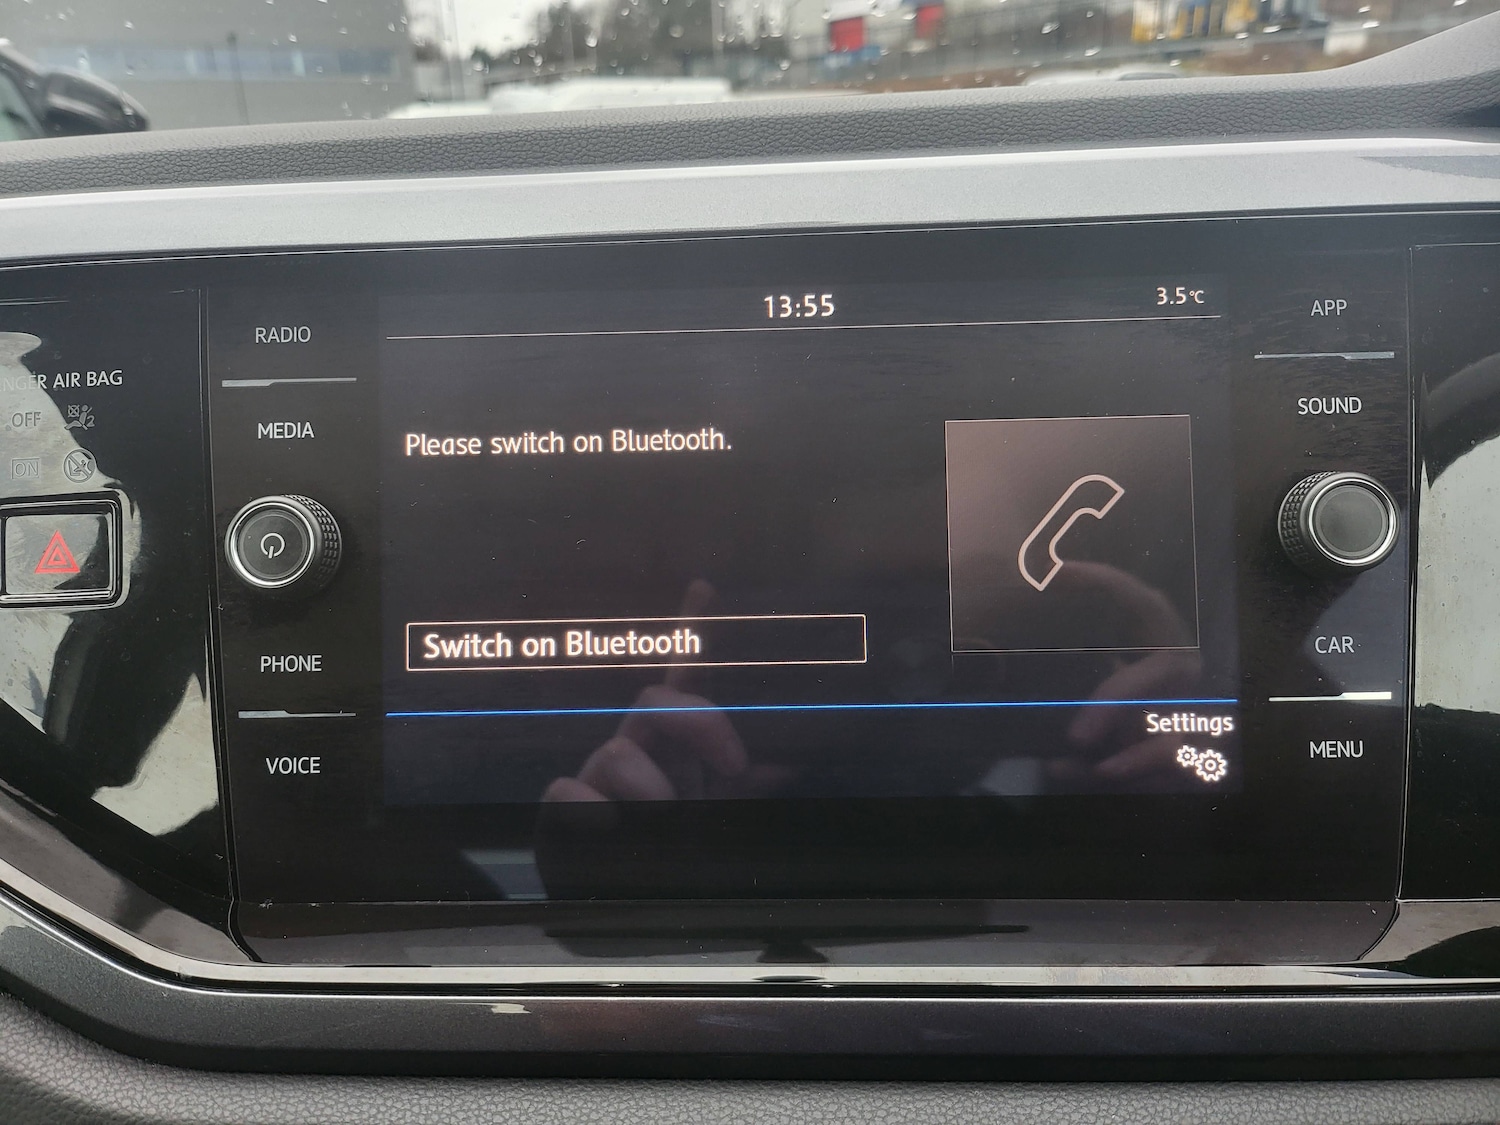 13:55
3.5°C
RADIO
MEDIA
PHONE
VOICE
AIR BAG
OFF
ON
Please switch on Bluetooth.
Switch on Bluetooth
Settings
APP
SOUND
CAR
MENU